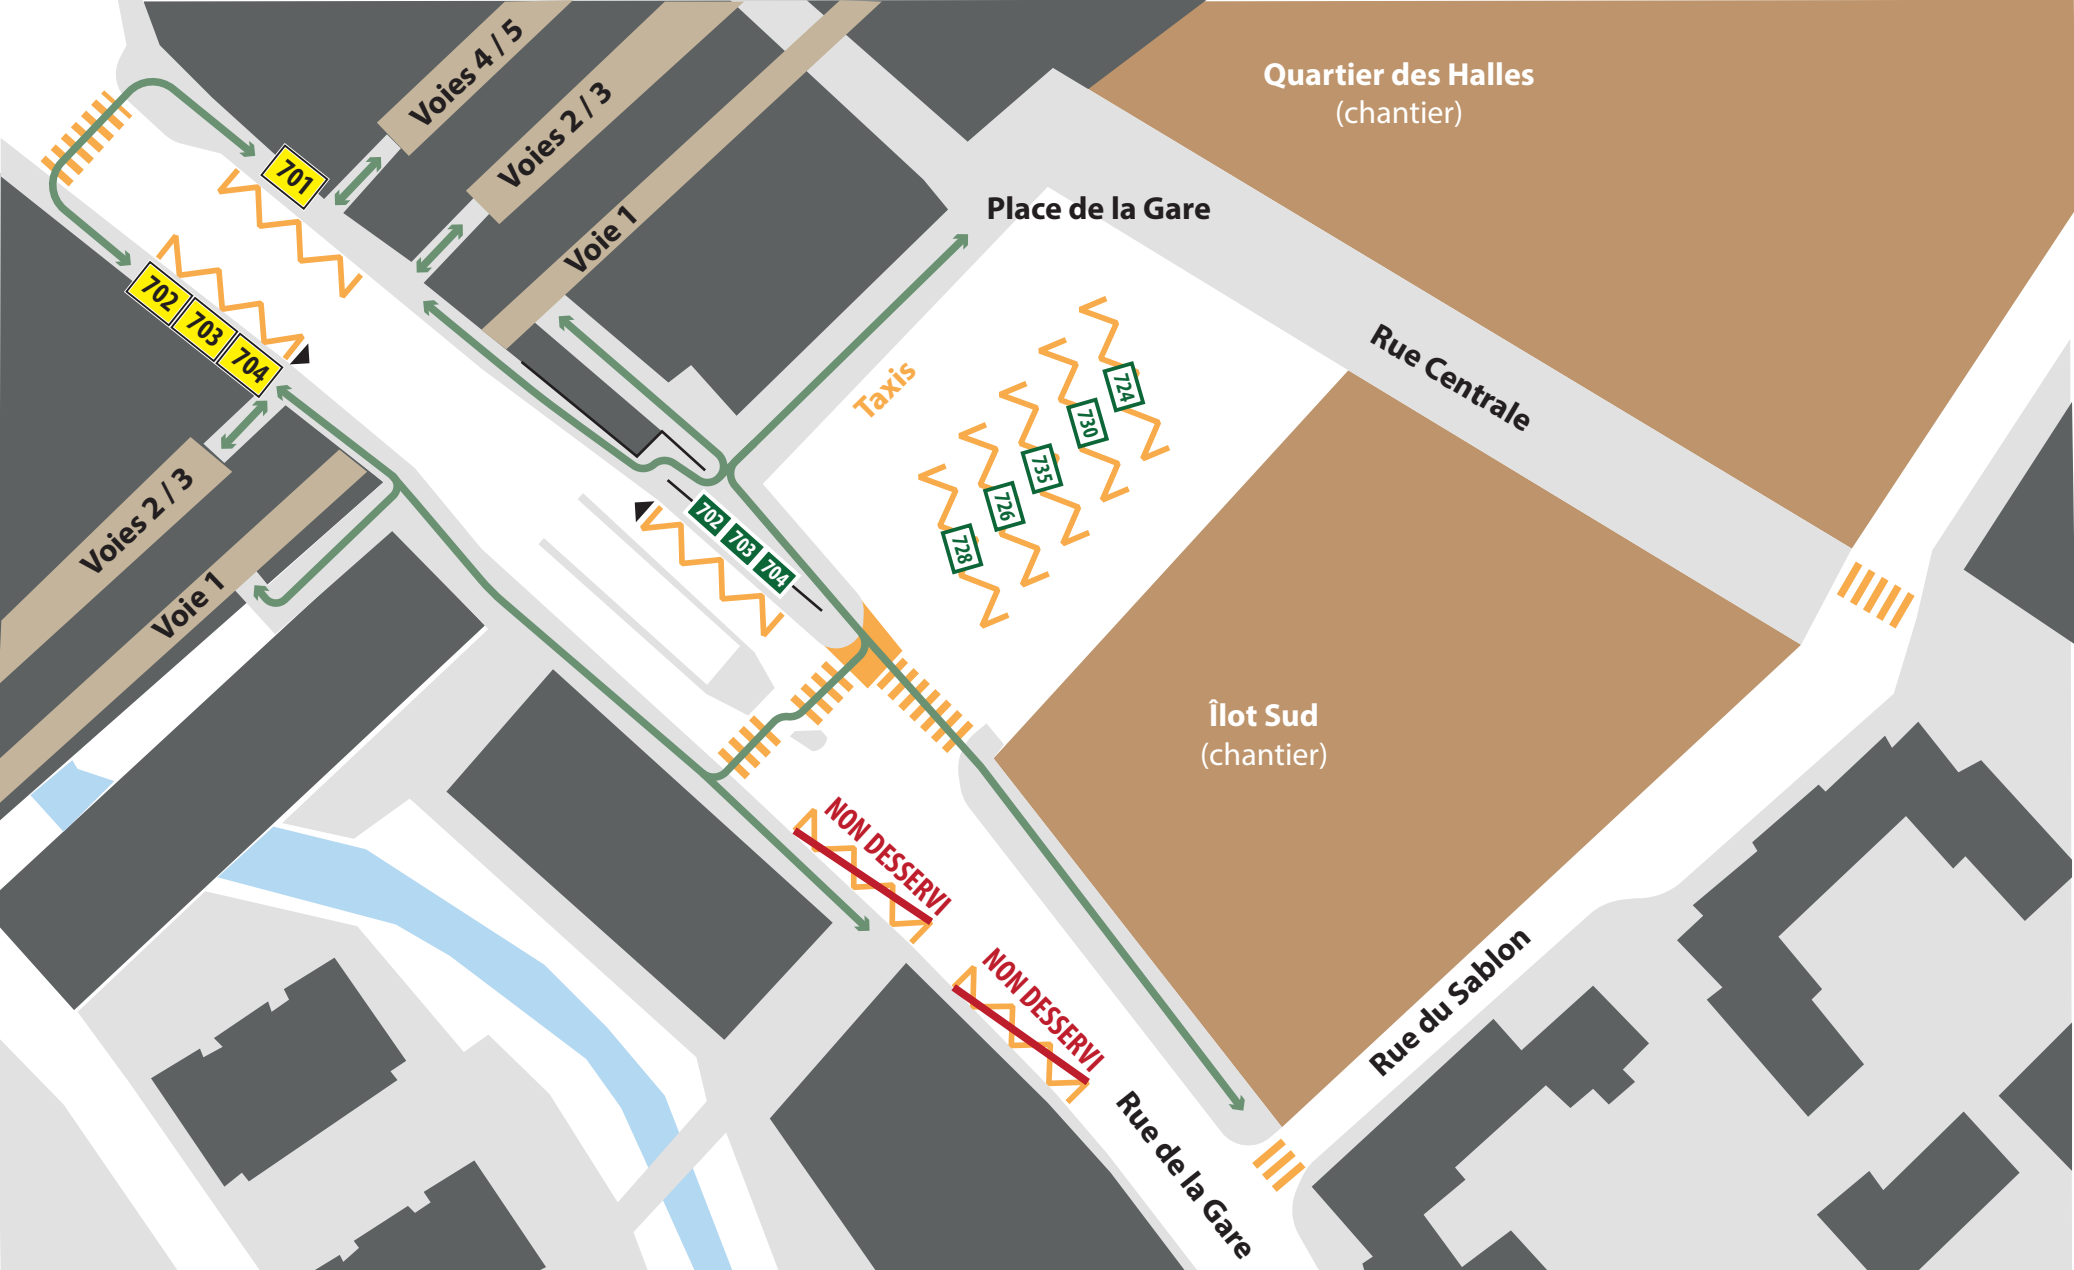 Voies 4 / 5
Voies 2 / 3
Voie 1
Quartier des Halles
(chantier)
Place de la Gare
701
702
703
704
Taxis
724
730
735
726
728
Rue Centrale
Voies 2 / 3
Voie 1
702
703
704
Îlot Sud
(chantier)
NON DESSERVI
NON DESSERVI
Rue du Sablon
Rue de la Gare